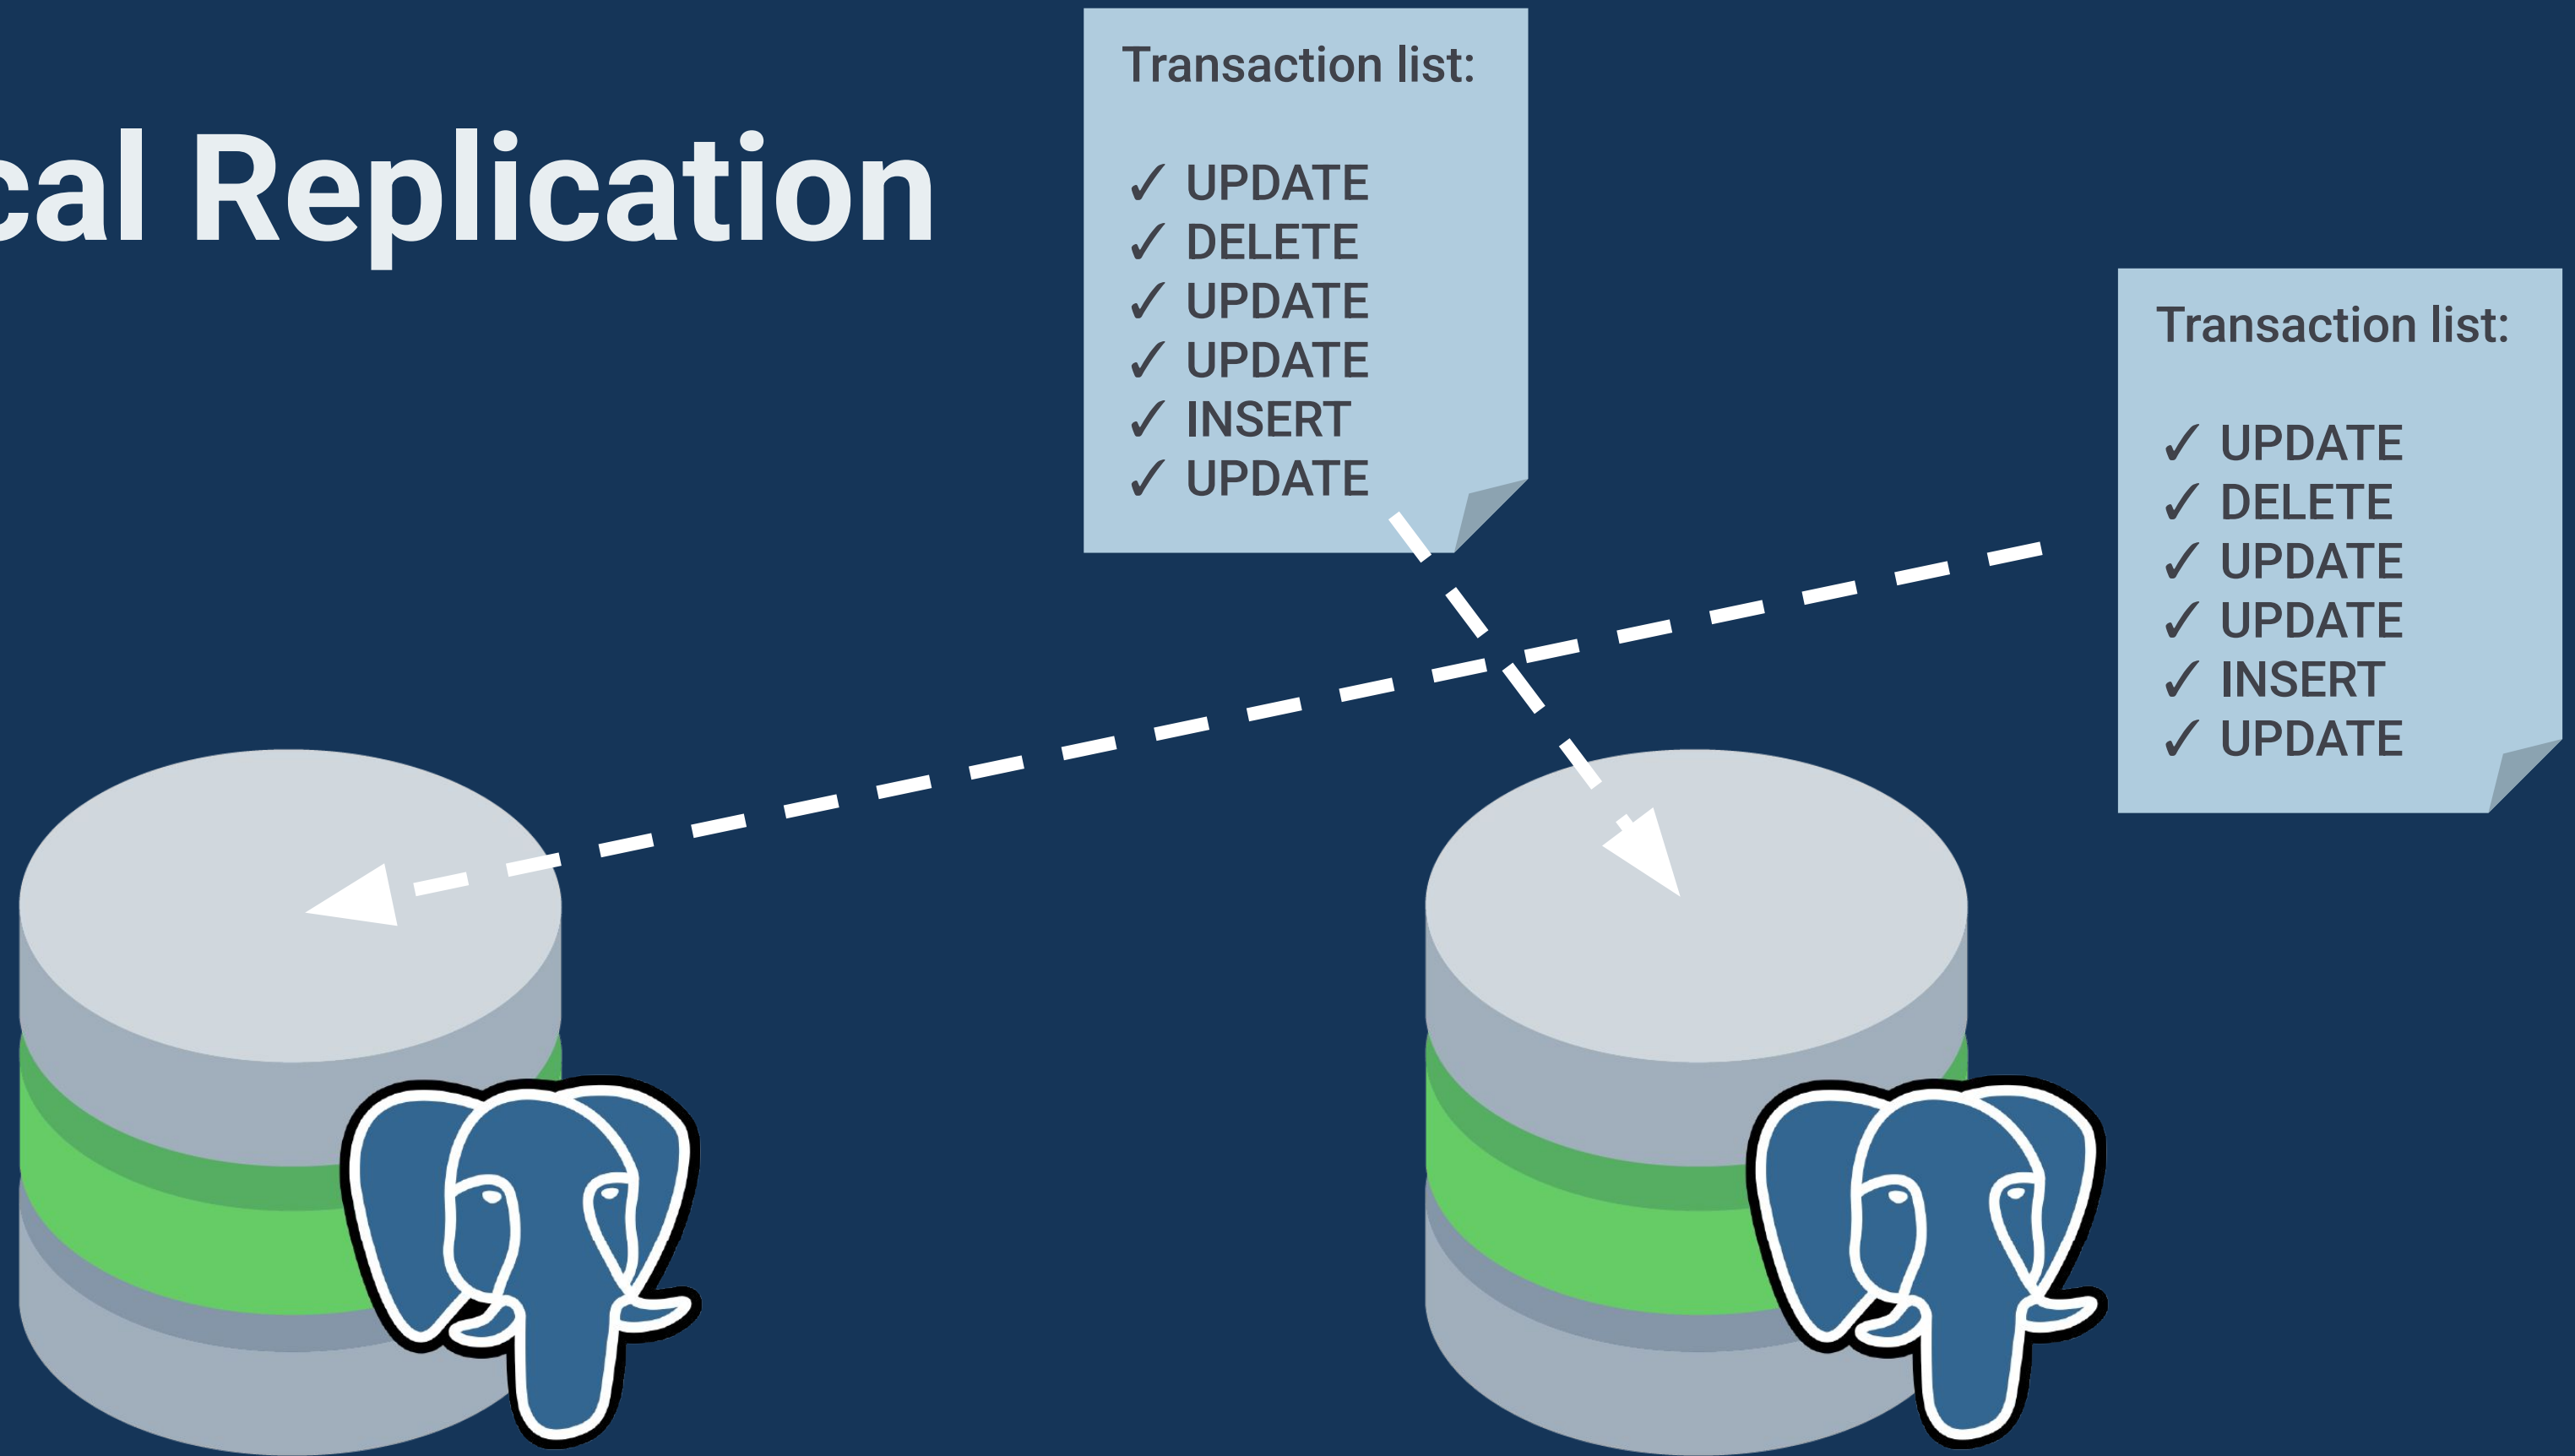 cal Replication
Transaction list:
✓ UPDATE
✓ DELETE
✓ UPDATE
✓ UPDATE
✓ INSERT
✓ UPDATE
Transaction list:
✓ UPDATE
✓ DELETE
✓ UPDATE
✓ UPDATE
✓ INSERT
✓ UPDATE